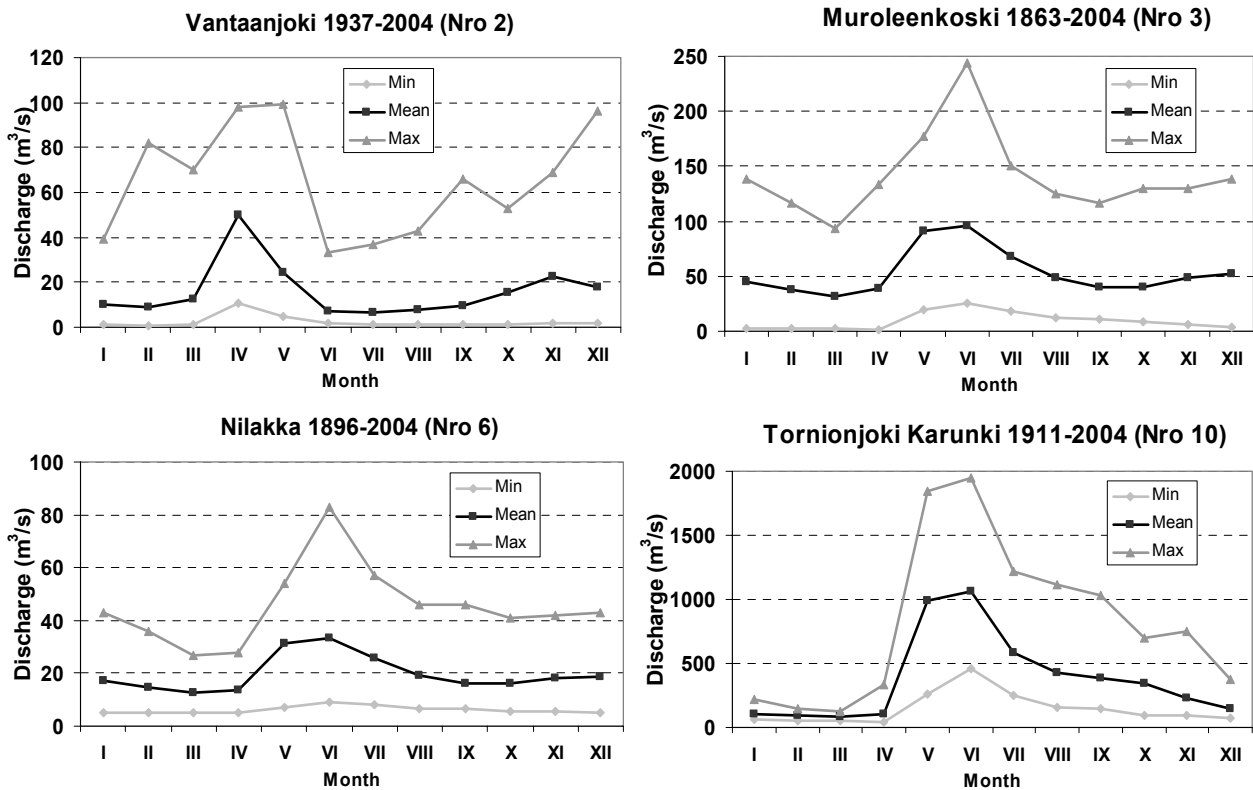 Vantaanjoki 1937-2004 (Nro 2)
Discharge (m³/s)
120
100
80
60
40
20
0
Min
Mean
Max
I II III IV V VI VII VIII IX X XI XII
Month
Muroleenkoski 1863-2004 (Nro 3)
Discharge (m³/s)
250
200
150
100
50
0
Min
Mean
Max
I II III IV V VI VII VIII IX X XI XII
Month
Nilakka 1896-2004 (Nro 6)
Discharge (m³/s)
100
80
60
40
20
0
Min
Mean
Max
I II III IV V VI VII VIII IX X XI XII
Month
Tornionjoki Karunki 1911-2004 (Nro 10)
Discharge (m³/s)
2000
1500
1000
500
0
Min
Mean
Max
I II III IV V VI VII VIII IX X XI XII
Month